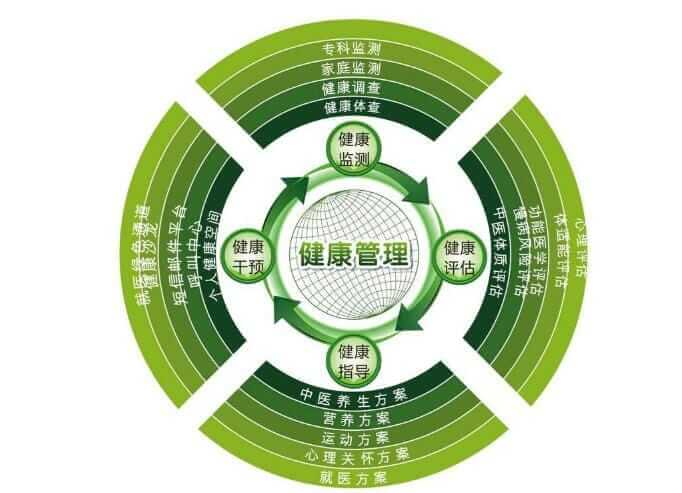 专科监测
家庭监测
健康调查
健康体查
健康
监测
就医绿色通道
健康沙龙
短信邮件平台
呼叫中心
个人健康空间
健康
干预
健康管理
健康
评估
中医体质评估
慢病风险评估
功能医学评估
体适能评估
心理评估
健康
指导
中医养生方案
营养方案
运动方案
心理关怀方案
就医方案